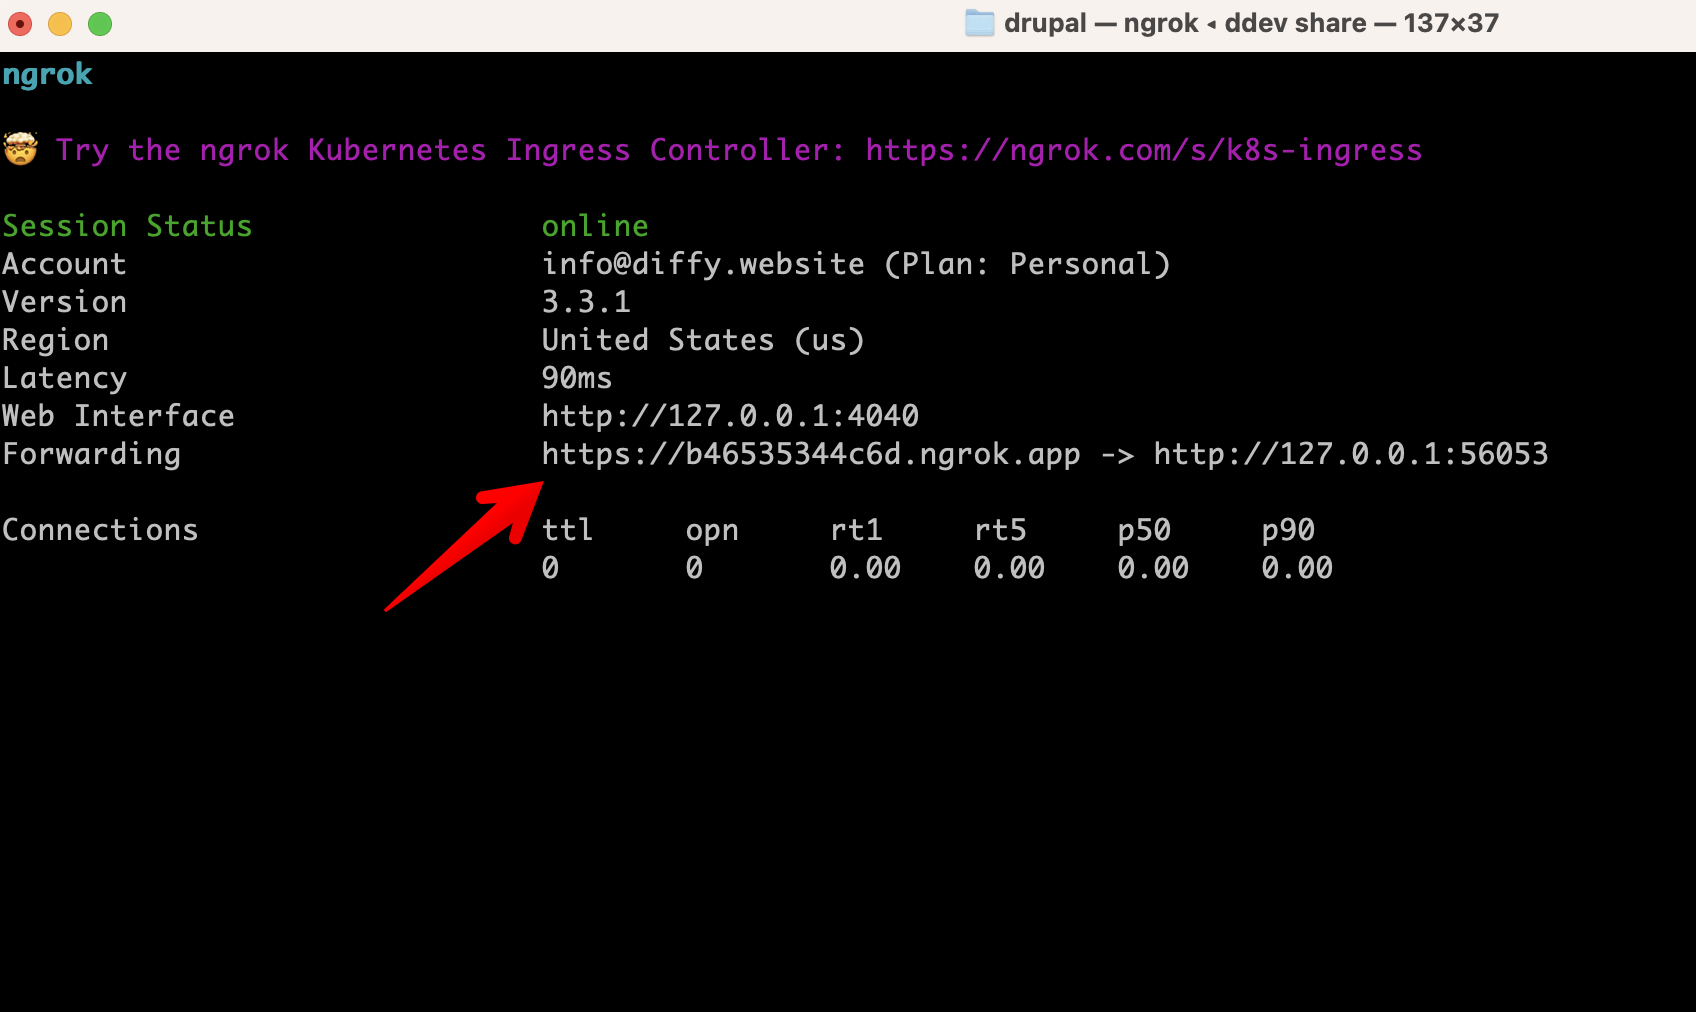 drupal — ngrok ◂ ddev share — 137×37
ngrok
🤯 Try the ngrok Kubernetes Ingress Controller: https://ngrok.com/s/k8s-ingress
Session Status online
Account info@diffy.website (Plan: Personal)
Version 3.3.1
Region United States (us)
Latency 90ms
Web Interface http://127.0.0.1:4040
Forwarding https://b46535344c6d.ngrok.app -> http://127.0.0.1:56053
Connections ttl opn rt1 rt5 p50 p90
0 0 0.00 0.00 0.00 0.00